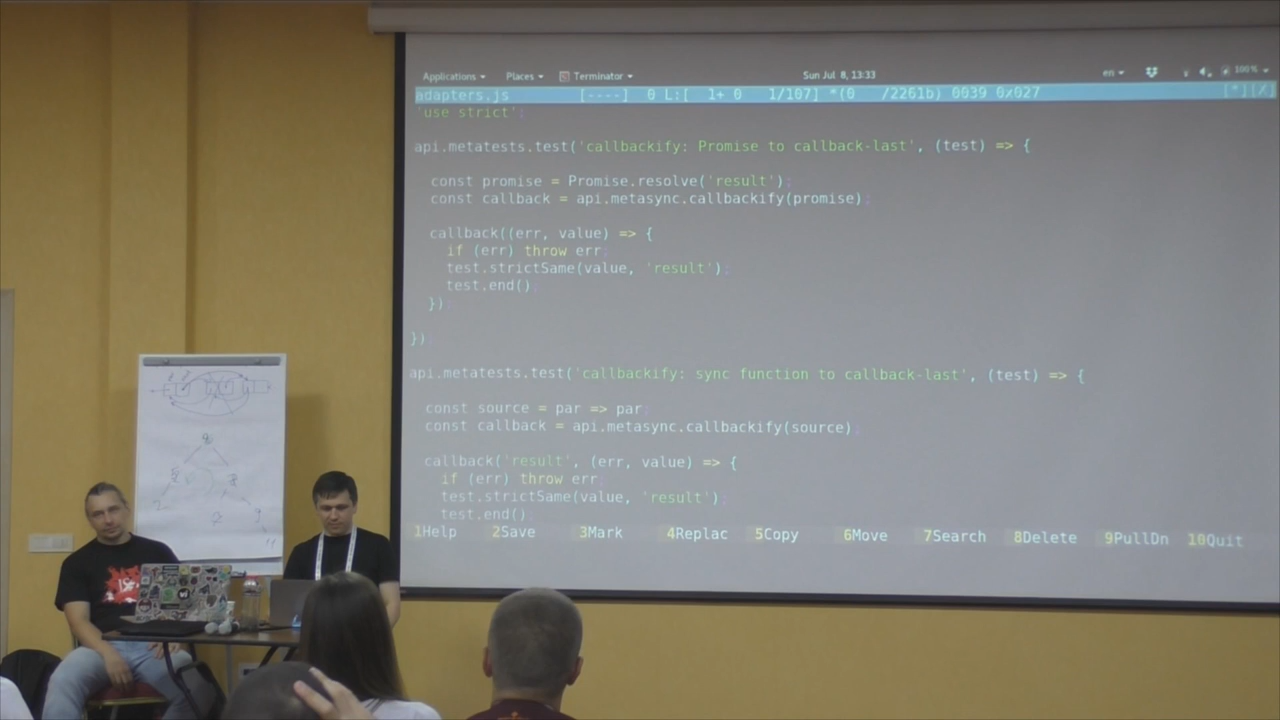 Applications Places Terminator Sun Jul 8, 13:33 en 100%
adapters.js [----] 0 L:[ 1+ 0 1/107] *(0 /2261b) 0039 0x027 [*][X]
'use strict';
api.metatests.test('callbackify: Promise to callback-last', (test) => {
const promise = Promise.resolve('result');
const callback = api.metasync.callbackify(promise);
callback((err, value) => {
if (err) throw err;
test.strictSame(value, 'result');
test.end();
});
});
api.metatests.test('callbackify: sync function to callback-last', (test) => {
const source = par => par;
const callback = api.metasync.callbackify(source);
callback('result', (err, value) => {
if (err) throw err;
test.strictSame(value, 'result');
test.end();
1Help 2Save 3Mark 4Replac 5Copy 6Move 7Search 8Delete 9PullDn 10Quit